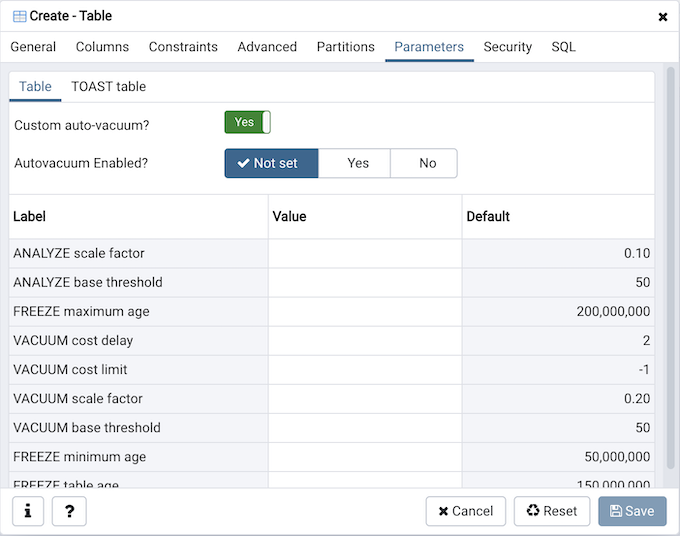 Create - Table
General Columns Constraints Advanced Partitions Parameters Security SQL
Table TOAST table
Custom auto-vacuum? Yes
Autovacuum Enabled? Not set Yes No
Label Value Default
ANALYZE scale factor 0.10
ANALYZE base threshold 50
FREEZE maximum age 200,000,000
VACUUM cost delay 2
VACUUM cost limit -1
VACUUM scale factor 0.20
VACUUM base threshold 50
FREEZE minimum age 50,000,000
FREEZE table age 150,000,000
i ? Cancel Reset Save